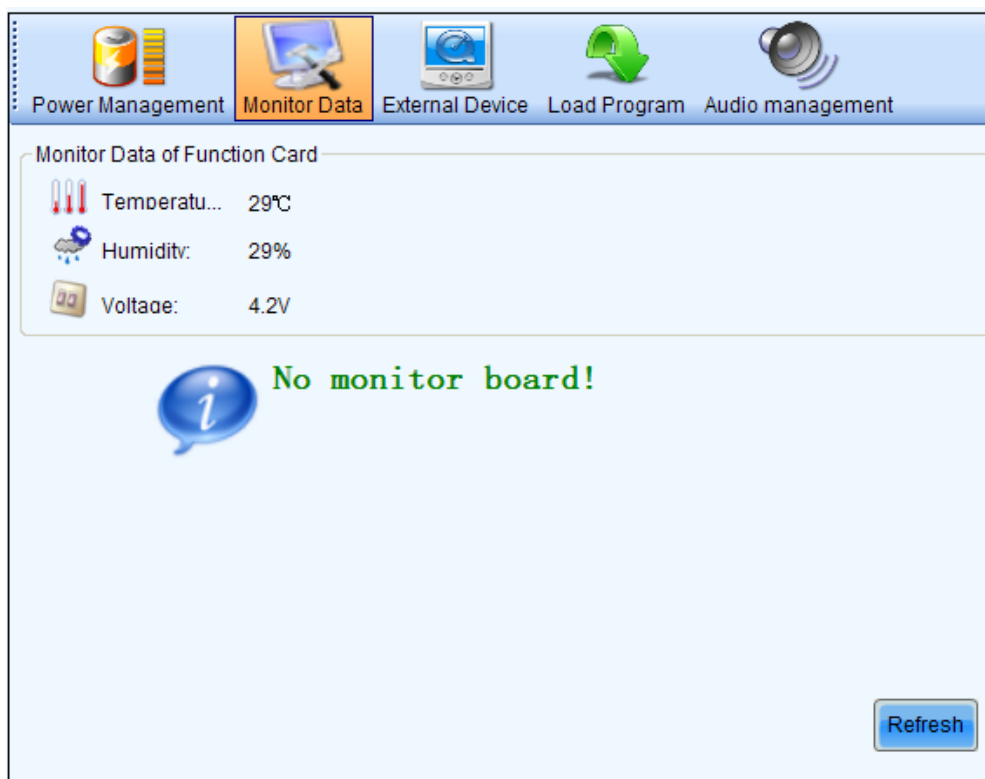 Power Management Monitor Data External Device Load Program Audio management
Monitor Data of Function Card
Temperatu... 29℃
Humidity: 29%
Voltage: 4.2V
No monitor board!
Refresh